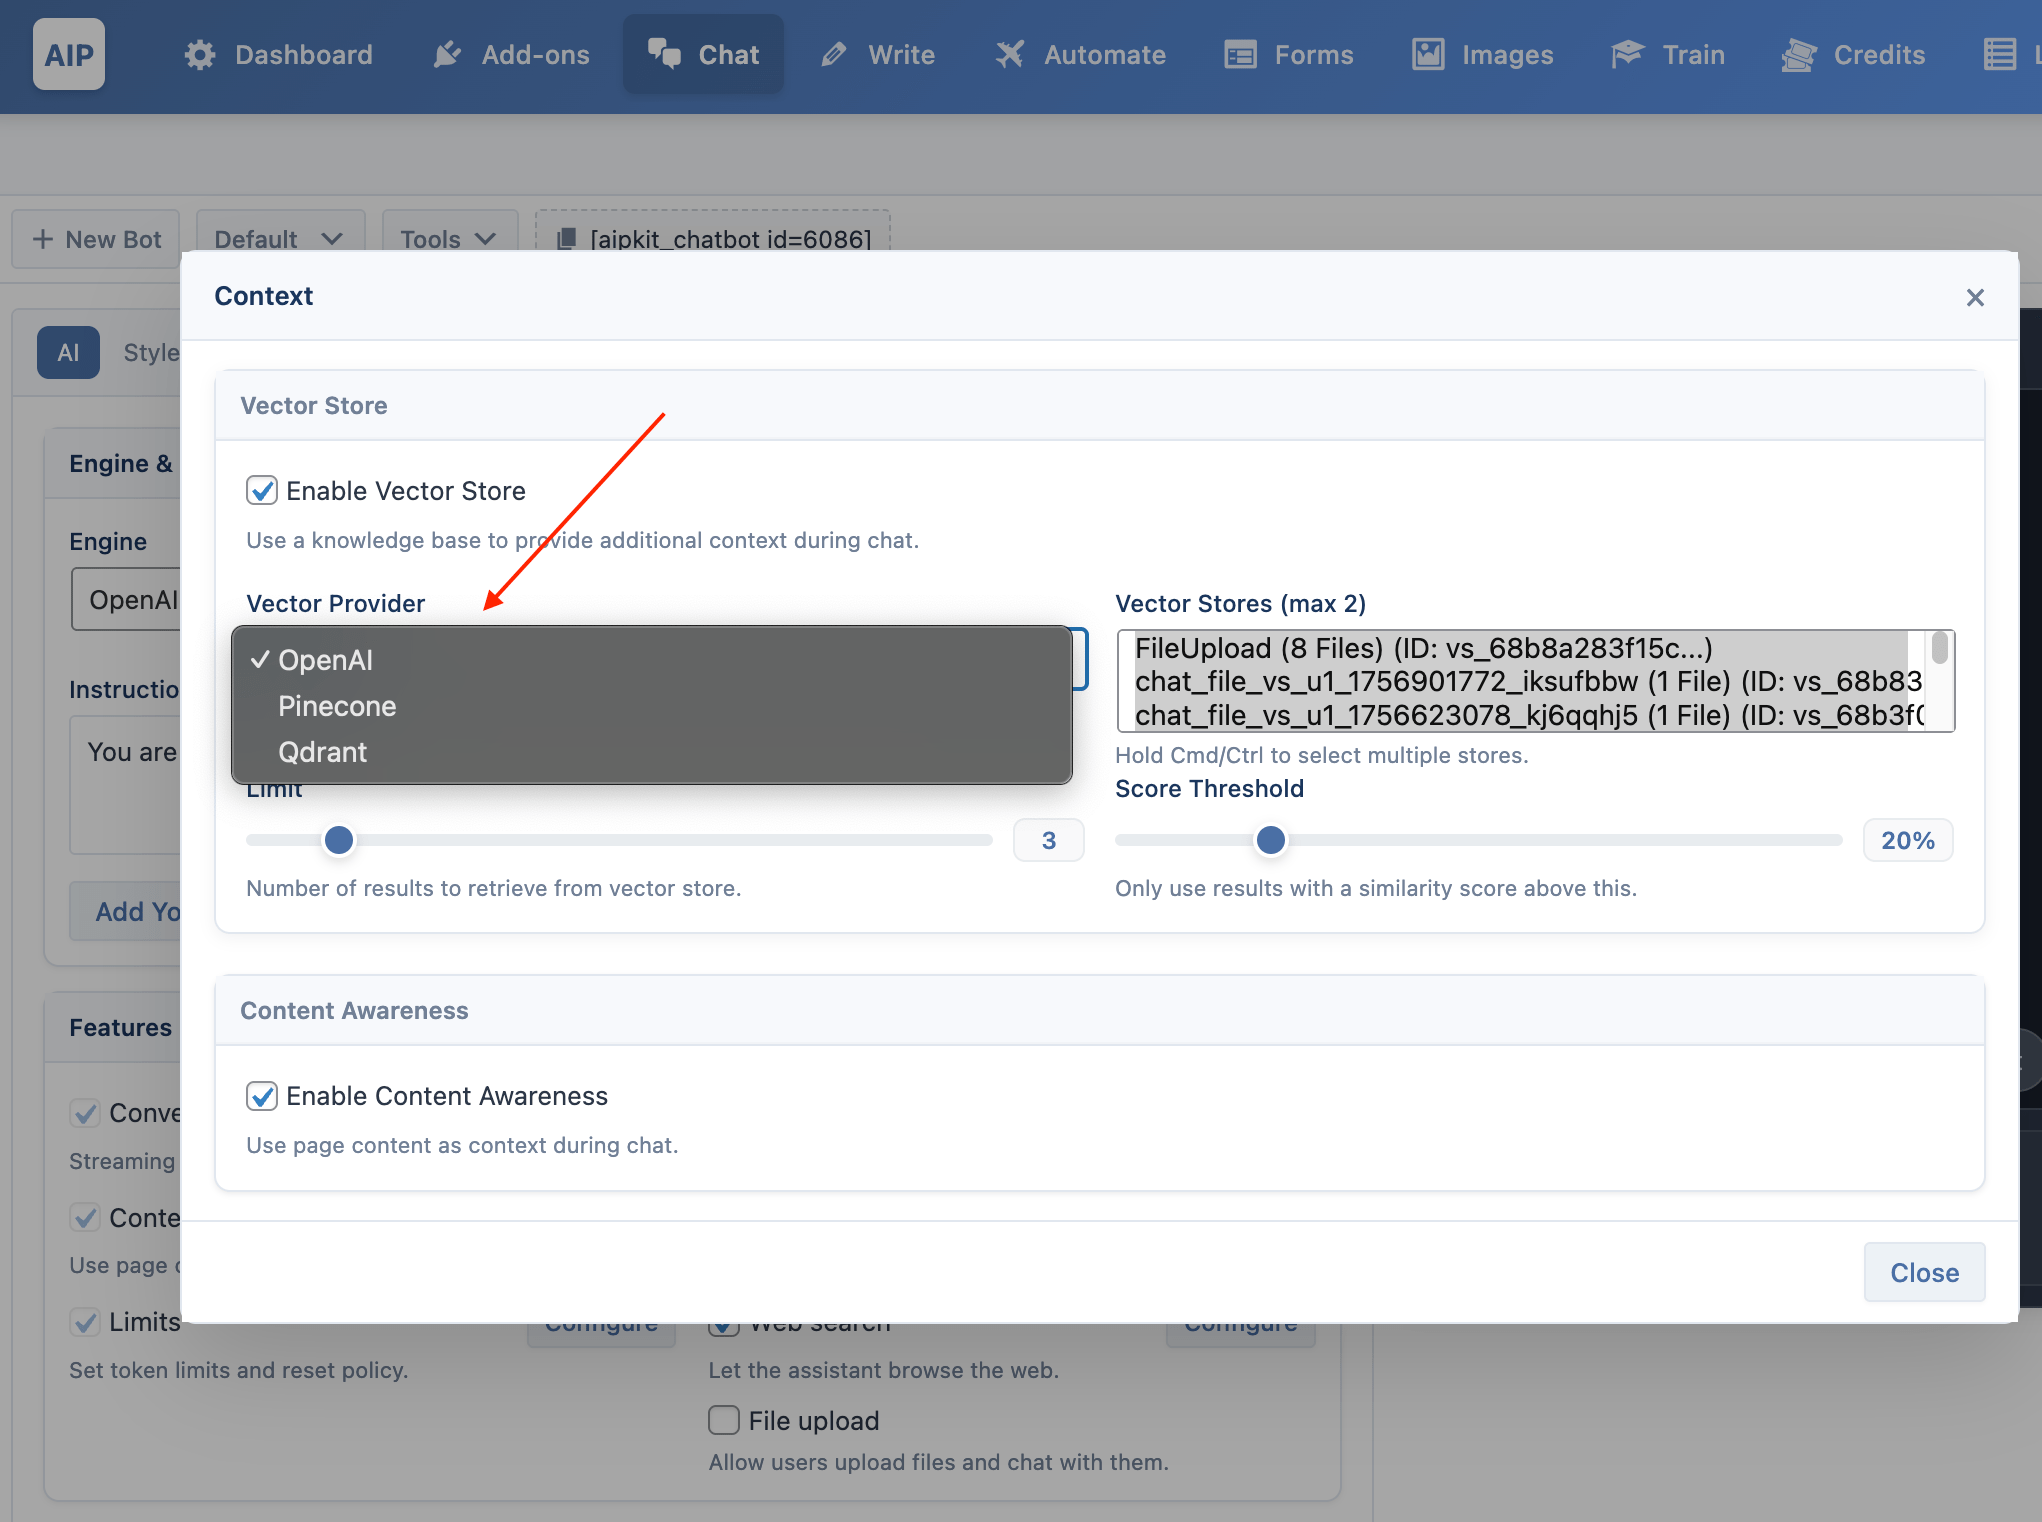 AIP
Dashboard
Add-ons
Chat
Write
Automate
Forms
Images
Train
Credits
New Bot
Default
Tools
[aipkit_chatbot id=6086]
Context
AI
Style
Vector Store
Engine &
Enable Vector Store
Use a knowledge base to provide additional context during chat.
Engine
OpenAI
Vector Provider
OpenAI
Pinecone
Qdrant
Vector Stores (max 2)
FileUpload (8 Files) (ID: vs_68b8a283f15c...)
chat_file_vs_u1_1756901772_iksufbbw (1 File) (ID: vs_68b83
chat_file_vs_u1_1756623078_kj6qqhj5 (1 File) (ID: vs_68b3f0
Hold Cmd/Ctrl to select multiple stores.
Instructio
You are
Limit
3
Number of results to retrieve from vector store.
Score Threshold
20%
Only use results with a similarity score above this.
Add Yo
Content Awareness
Features
Enable Content Awareness
Use page content as context during chat.
Conve
Streaming
Conte
Use page
Close
Limits
Configure
Set token limits and reset policy.
Web search
Configure
Let the assistant browse the web.
File upload
Allow users upload files and chat with them.